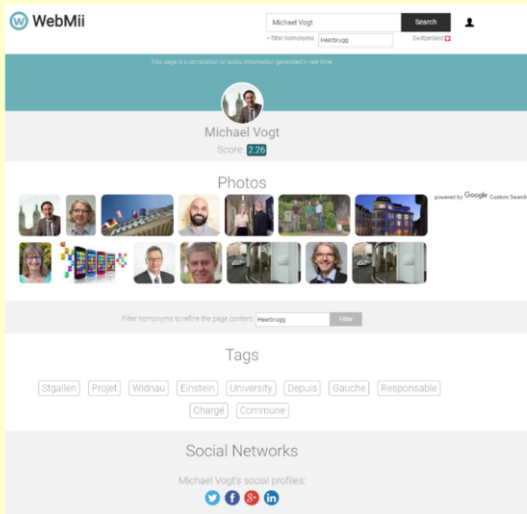 WebMii
Michael Vogt
Search
– filter homonyms
Heerbrugg
Switzerland
This page is a compilation of public information generated in real time
Michael Vogt
Score: 2,26
Photos
powered by Google Custom Search
Filter homonyms to refine the page content:
Heerbrugg
Filter
Tags
Stgallen Projet Widnau Einstein University Depuis Gauche Responsable
Chargé Commune
Social Networks
Michael Vogt's social profiles: